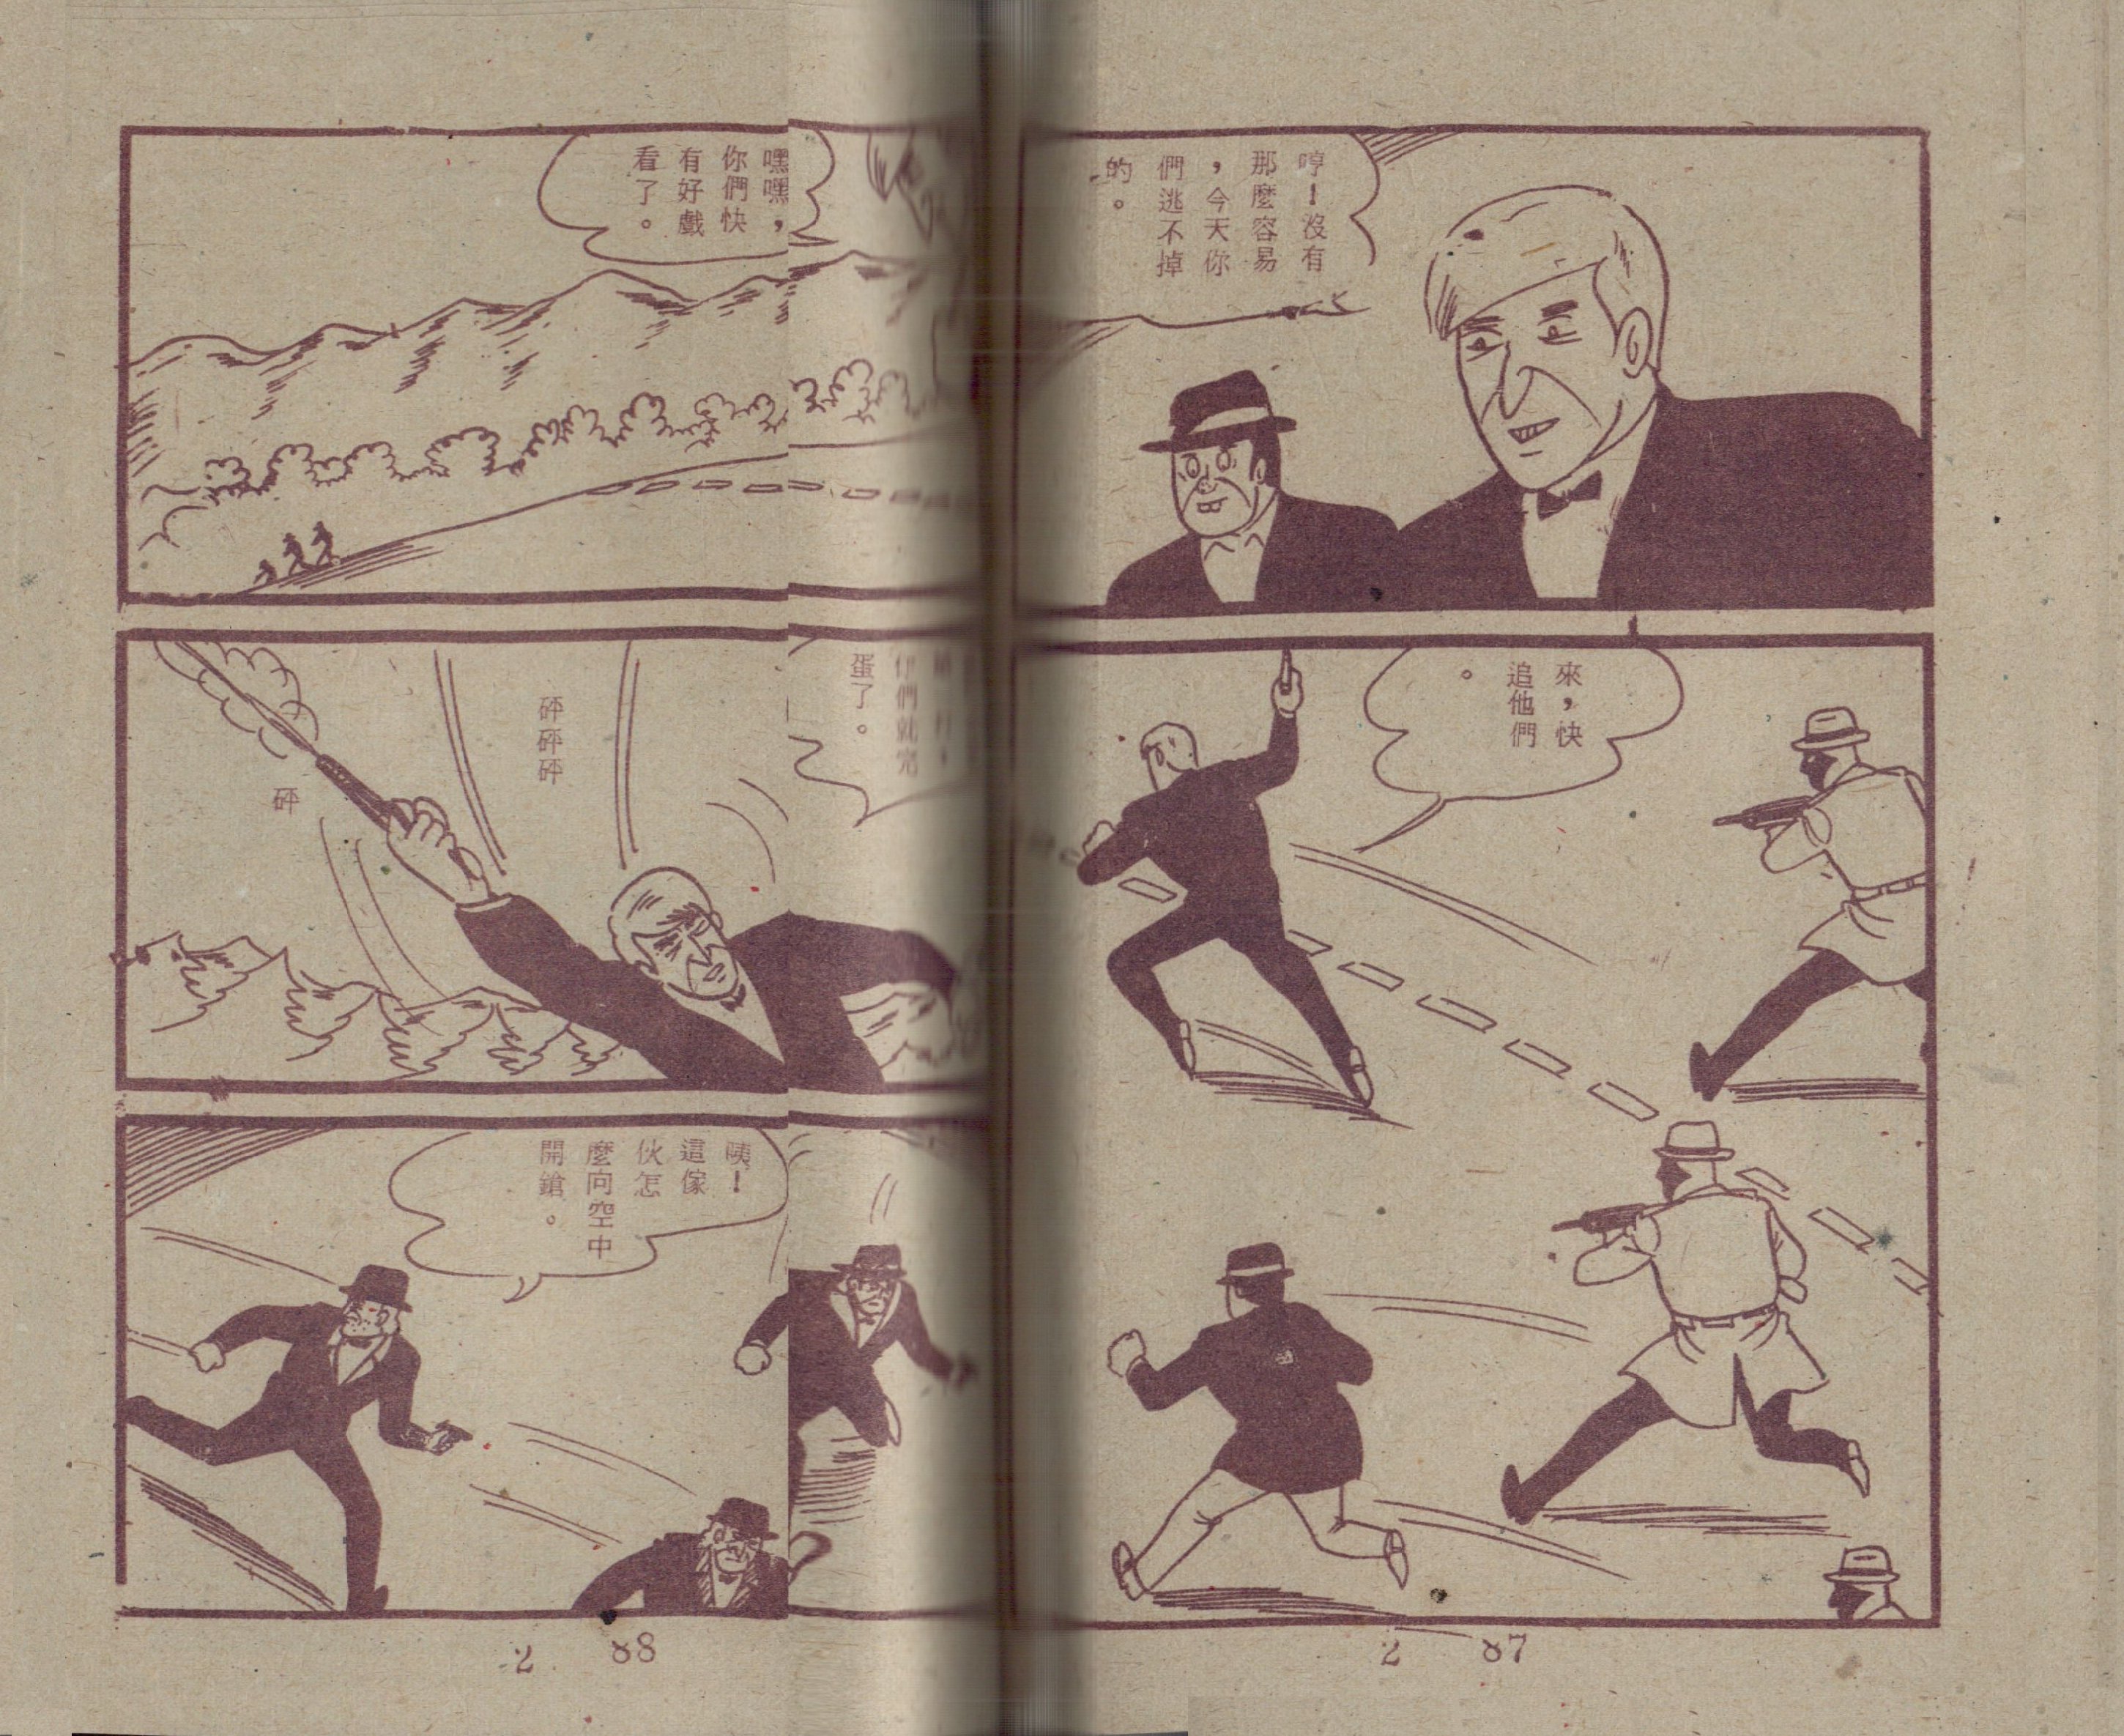 哼！沒有
那麼容易
，今天你
們逃不掉
的。
來，快
追他們
。
2 87
嘿嘿，
你們快
有好戲
看了。
們就完
蛋了。
砰砰砰
砰
咦！
這傢
伙怎
麼向空中
開鎗。
2 88